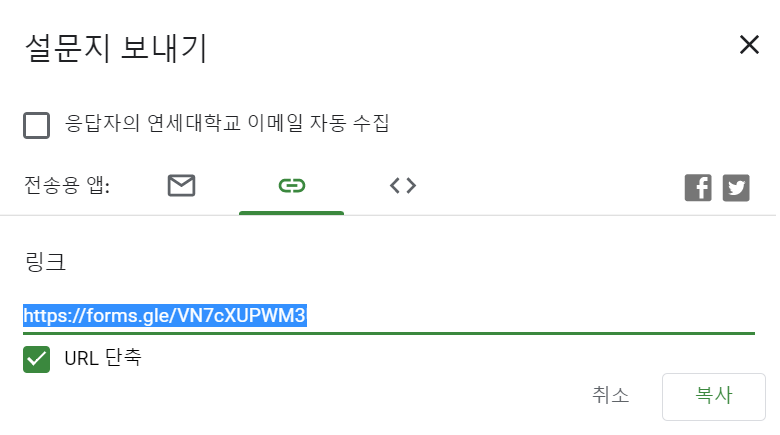 설문지 보내기
응답자의 연세대학교 이메일 자동 수집
전송용 앱:
링크
https://forms.gle/VN7cXUPWM3
URL 단축
취소 복사